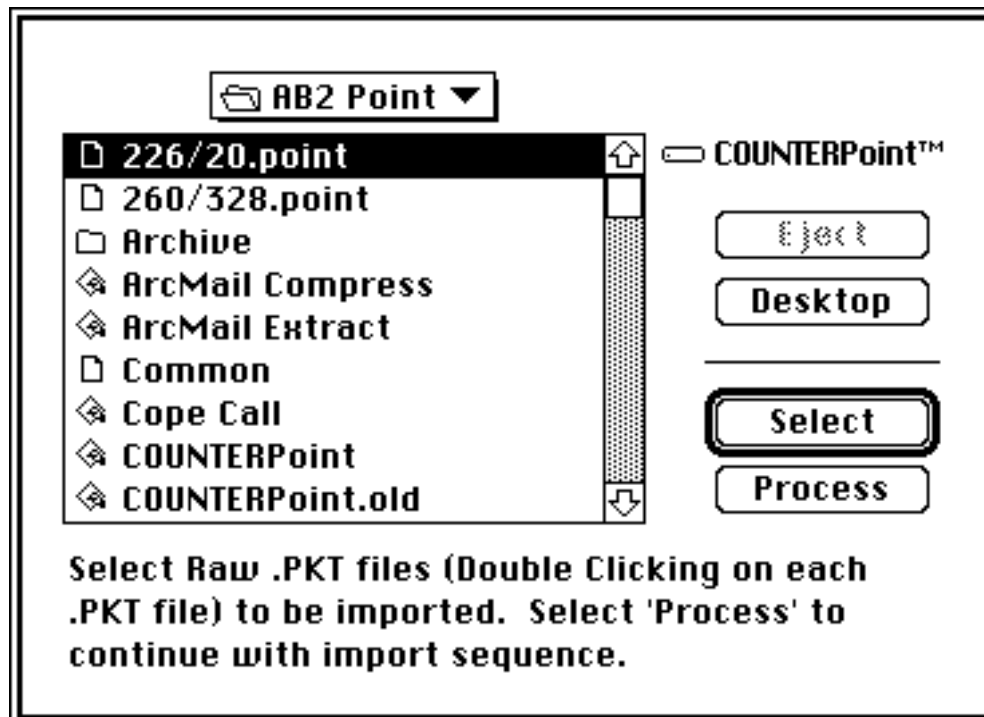 AB2 Point
226/20.point
260/328.point
Archive
ArcMail Compress
ArcMail Extract
Common
Cope Call
COUNTERPoint
COUNTERPoint.old
COUNTERPoint™
Eject
Desktop
Select
Process
Select Raw .PKT files (Double Clicking on each
.PKT file) to be imported.  Select 'Process' to
continue with import sequence.